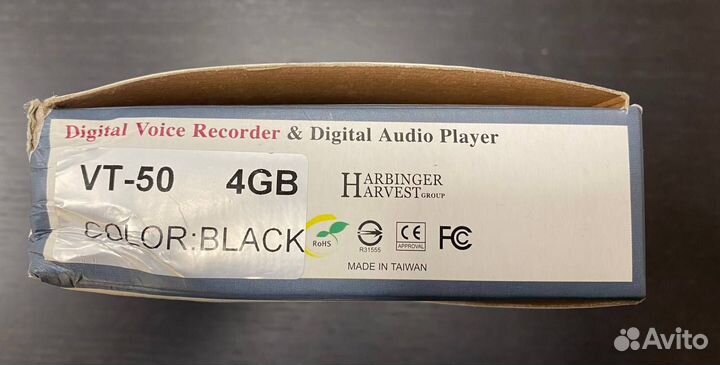 Digital Voice Recorder & Digital Audio Player
VT-50 4GB
HARBINGER
HARVEST GROUP
COLOR:BLACK
RoHS
R31555
CE
APPROVAL
FC
MADE IN TAIWAN
Avito